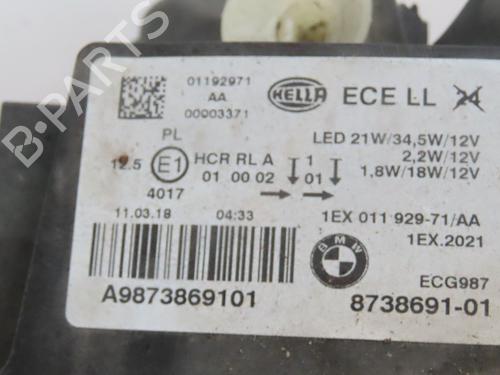 01192971
AA
00003371
HELLA
ECE LL 24
PL
LED 21W/34,5W/12V
2,2W/12V
1,8W/18W/12V
12.5 E1 HCR RL A 1
01 00 02 01
4017
11.03.18 04:33
1EX 011 929-71/AA
1EX.2021
BMW
ECG987
A9873869101
8738691-01
B-PARTS